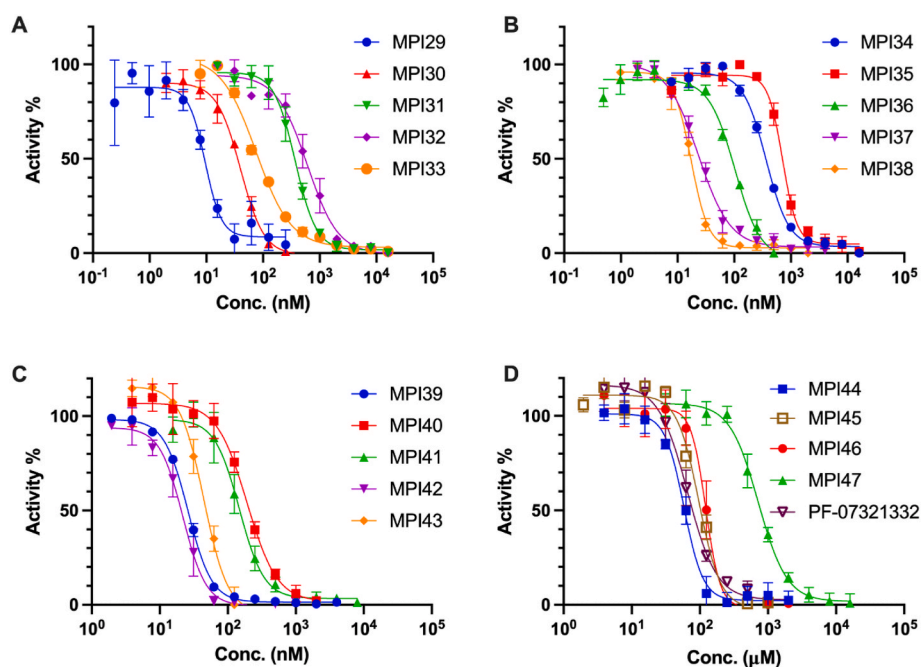 A
Activity %
100
50
0
10-1 100 101 102 103 104 105
Conc. (nM)
MPI29
MPI30
MPI31
MPI32
MPI33
B
Activity %
100
50
0
10-1 100 101 102 103 104 105
Conc. (nM)
MPI34
MPI35
MPI36
MPI37
MPI38
C
Activity %
100
50
0
100 101 102 103 104 105
Conc. (nM)
MPI39
MPI40
MPI41
MPI42
MPI43
D
Activity %
100
50
0
100 101 102 103 104 105
Conc. (μM)
MPI44
MPI45
MPI46
MPI47
PF-07321332